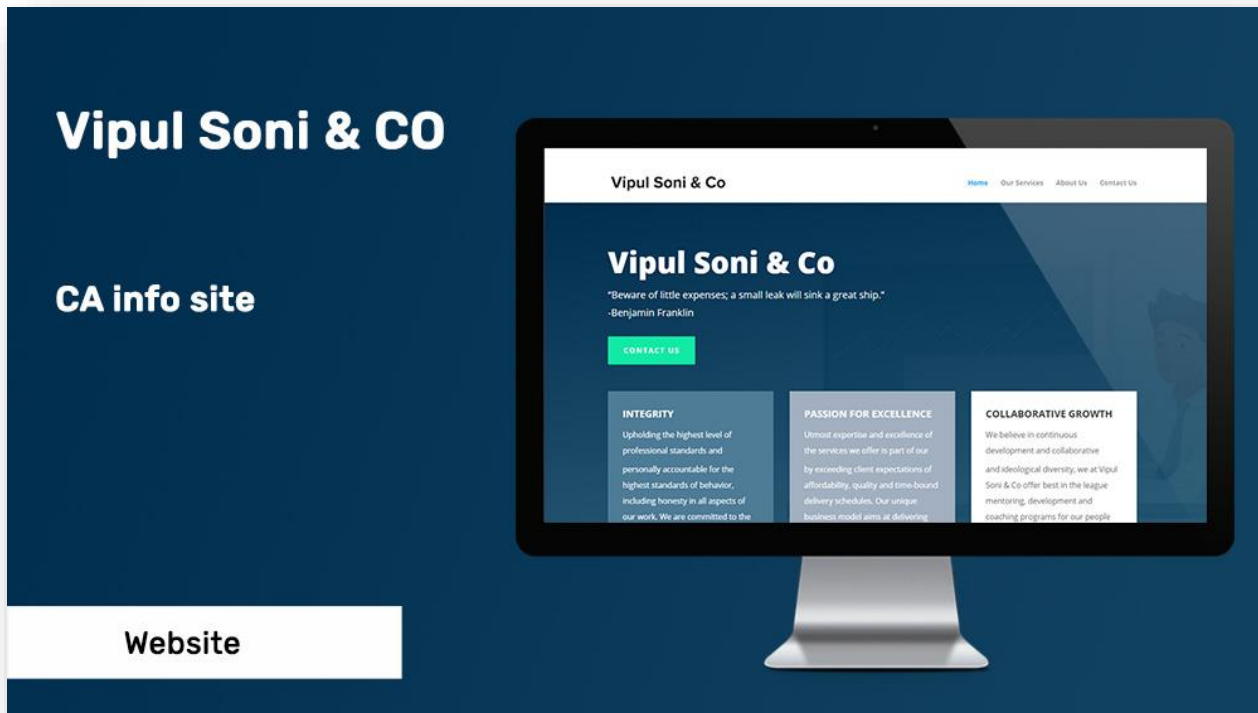 Vipul Soni & CO
CA info site
Website
Vipul Soni & Co
Home Our Services About Us Contact Us
Vipul Soni & Co
"Beware of little expenses; a small leak will sink a great ship."
-Benjamin Franklin
CONTACT US
INTEGRITY
Upholding the highest level of
professional standards and
personally accountable for the
highest standards of behavior,
including honesty in all aspects of
our work. We are committed to the
PASSION FOR EXCELLENCE
Utmost expertise and excellence of
the services we offer is part of our
by exceeding client expectations of
affordability, quality and time-bound
delivery schedules. Our unique
business model aims at delivering
COLLABORATIVE GROWTH
We believe in continuous
development and collaborative
and ideological diversity, we at Vipul
Soni & Co offer best in the league
mentoring, development and
coaching programs for our people